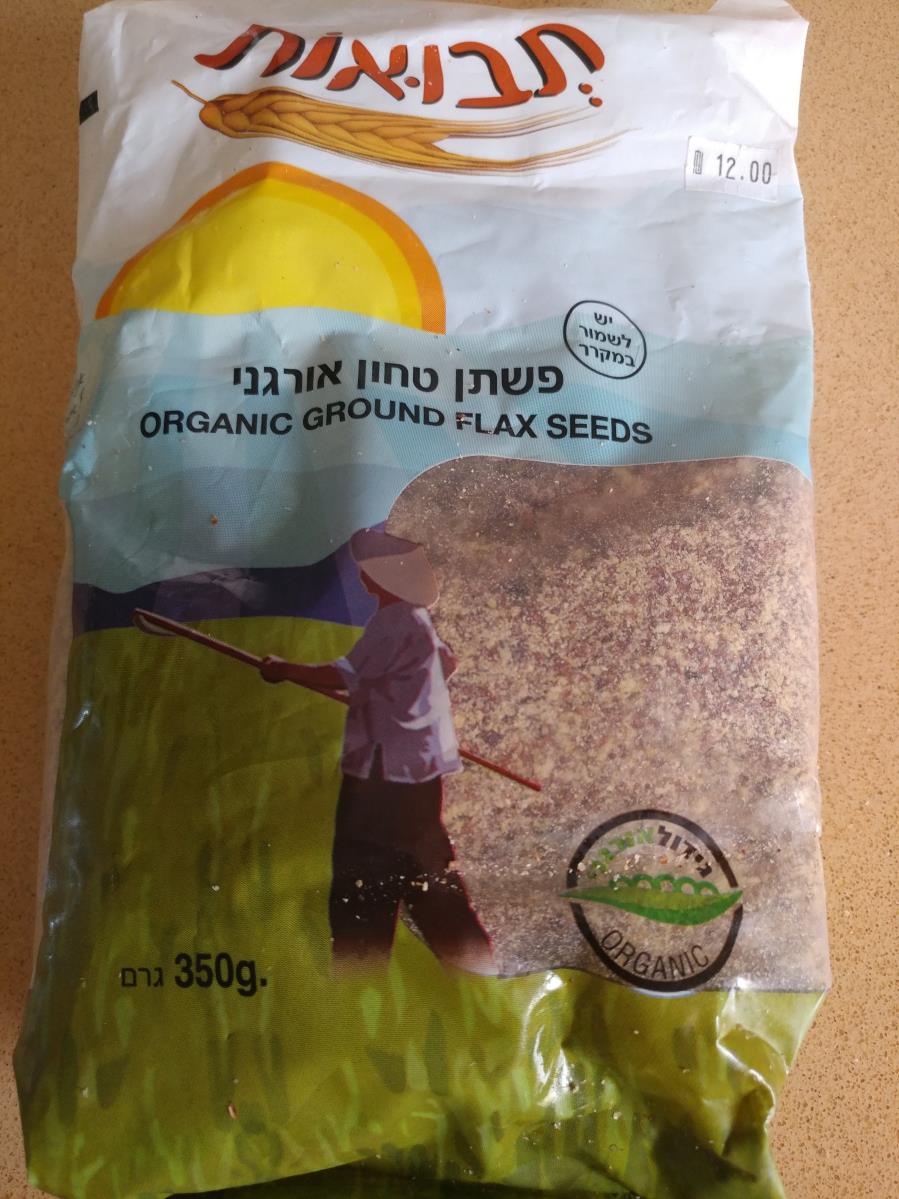 תבואות
₪ 12.00
יש
לשמור
במקרר
פשתן טחון אורגני
ORGANIC GROUND FLAX SEEDS
גידול אורגני
ORGANIC
350g. גרם